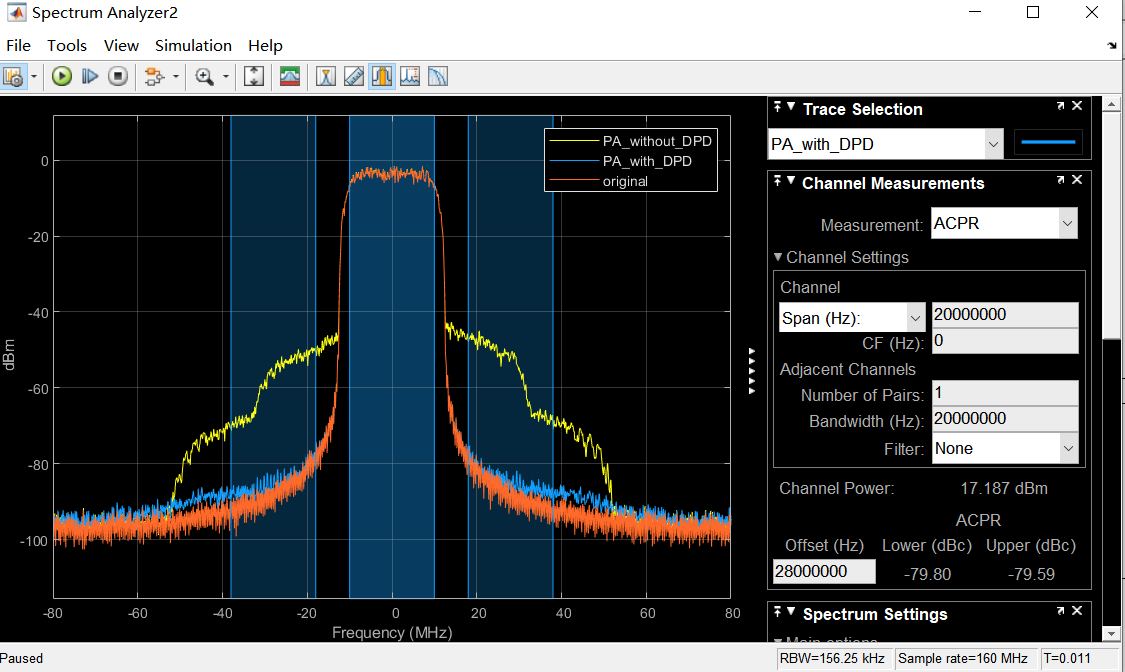 Spectrum Analyzer2
File Tools View Simulation Help
PA_without_DPD
PA_with_DPD
original
0
-20
-40
-60
-80
-100
dBm
-80 -60 -40 -20 0 20 40 60 80
Frequency (MHz)
Trace Selection
PA_with_DPD
Channel Measurements
Measurement: ACPR
Channel Settings
Channel
Span (Hz): 20000000
CF (Hz): 0
Adjacent Channels
Number of Pairs: 1
Bandwidth (Hz): 20000000
Filter: None
Channel Power: 17.187 dBm
ACPR
Offset (Hz) Lower (dBc) Upper (dBc)
28000000 -79.80 -79.59
Spectrum Settings
Main options
Paused
RBW=156.25 kHz Sample rate=160 MHz T=0.011